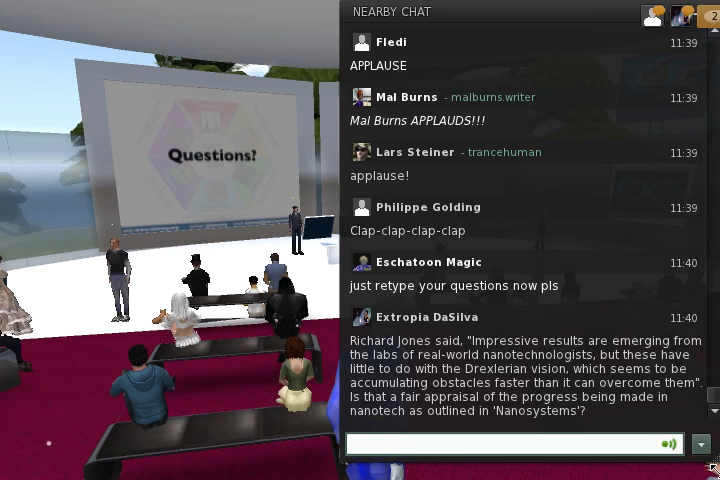 NEARBY CHAT
2
Fledi 11:39
APPLAUSE
Mal Burns - malburns.writer 11:39
Mal Burns APPLAUDS!!!
Lars Steiner - trancehuman 11:39
applause!
Philippe Golding 11:39
Clap-clap-clap-clap
Eschatoon Magic 11:40
just retype your questions now pls
Extropia DaSilva 11:40
Richard Jones said, "Impressive results are emerging from
the labs of real-world nanotechnologists, but these have
little to do with the Drexlerian vision, which seems to be
accumulating obstacles faster than it can overcome them".
Is that a fair appraisal of the progress being made in
nanotech as outlined in 'Nanosystems'?
M
Questions?